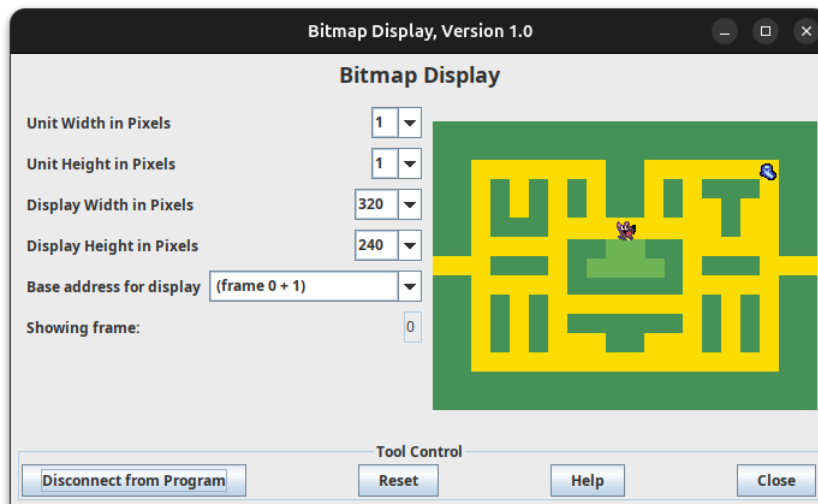 Bitmap Display, Version 1.0
Bitmap Display
Unit Width in Pixels 1
Unit Height in Pixels 1
Display Width in Pixels 320
Display Height in Pixels 240
Base address for display (frame 0 + 1)
Showing frame: 0
Tool Control
Disconnect from Program Reset Help Close